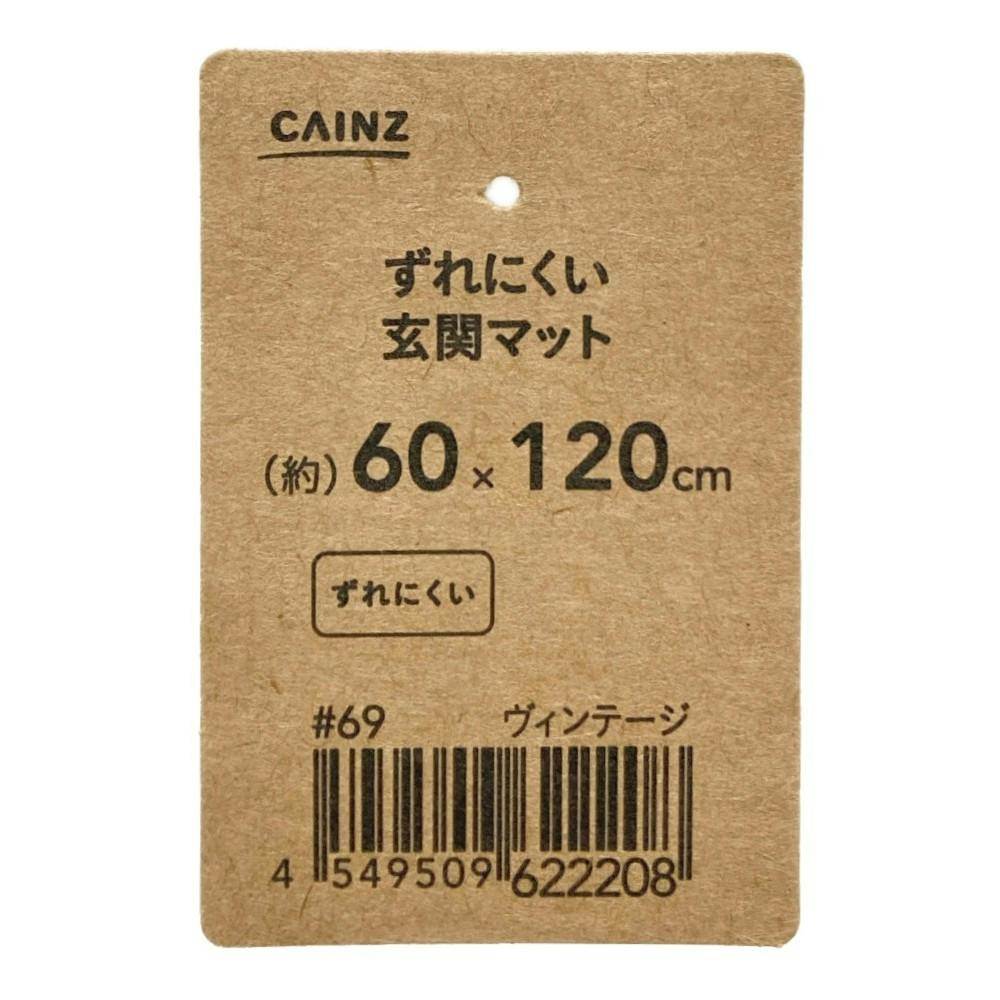 CAINZ
ずれにくい
玄関マット
(約) 60 × 120cm
ずれにくい
#69 ヴィンテージ
4 549509 622208